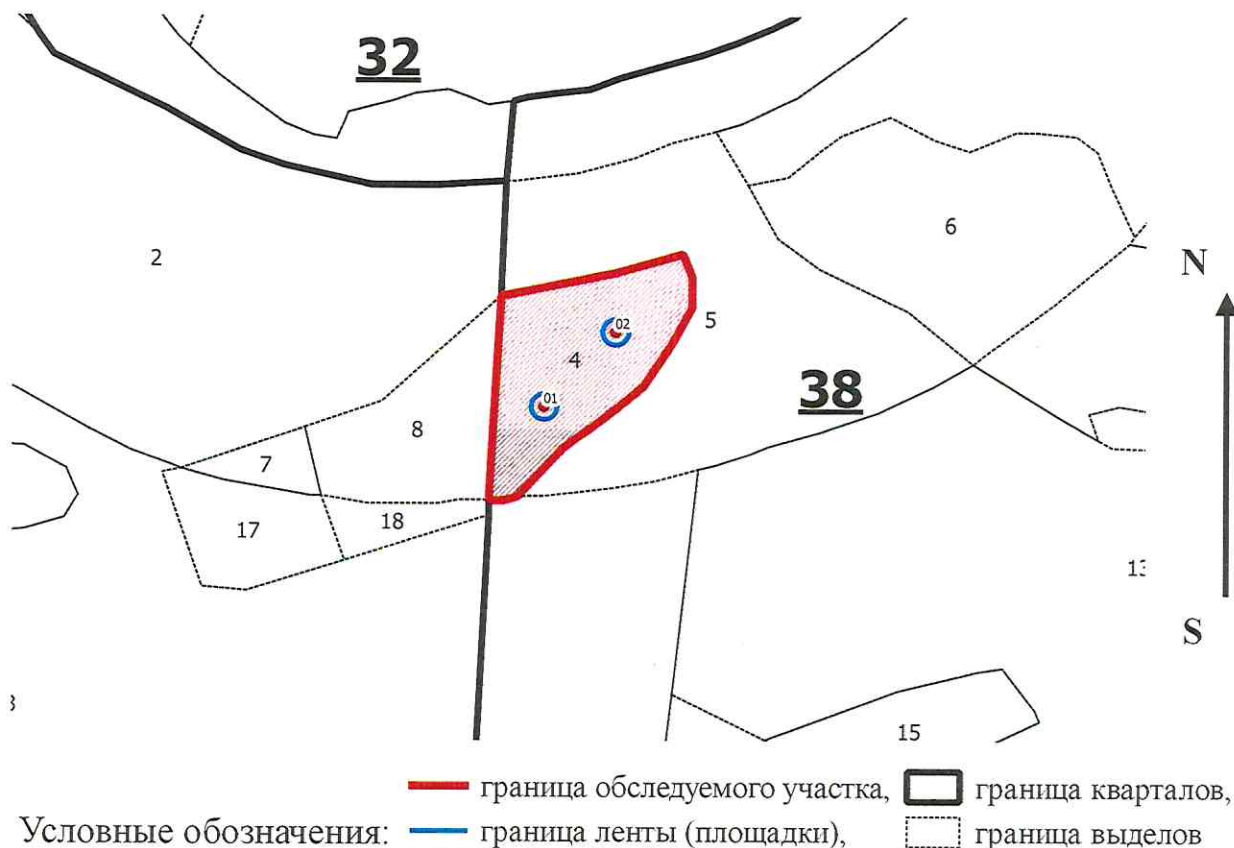 32
2
6
N
02
5
4
38
01
8
7
17
18
13
S
15
граница обследуемого участка,
граница кварталов,
Условные обозначения:
граница ленты (площадки),
граница выделов